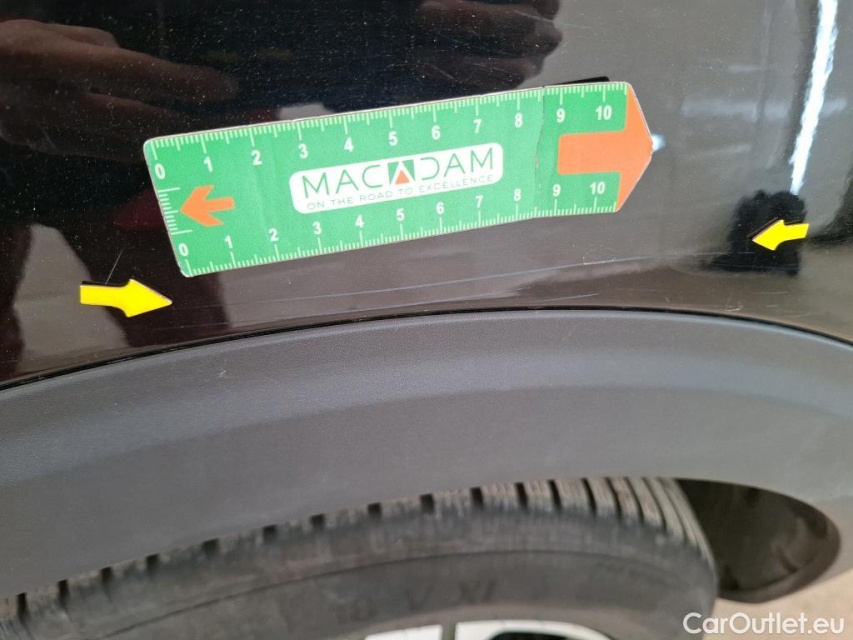 0 1 2 3 4 5 6 7 8 9 10
MACADAM
ON THE ROAD TO EXCELLENCE
0 1 2 3 4 5 6 7 8 9 10
CarOutlet.eu